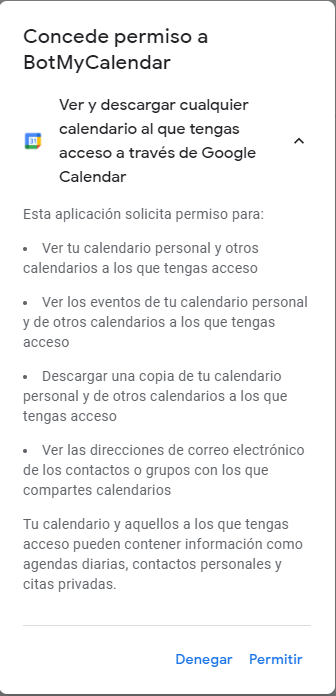 Concede permiso a
BotMyCalendar
Ver y descargar cualquier
calendario al que tengas
acceso a través de Google
Calendar
31
Esta aplicación solicita permiso para:
• Ver tu calendario personal y otros
calendarios a los que tengas acceso
• Ver los eventos de tu calendario personal
y de otros calendarios a los que tengas
acceso
• Descargar una copia de tu calendario
personal y de otros calendarios a los que
tengas acceso
• Ver las direcciones de correo electrónico
de los contactos o grupos con los que
compartes calendarios
Tu calendario y aquellos a los que tengas
acceso pueden contener información como
agendas diarias, contactos personales y
citas privadas.
Denegar Permitir